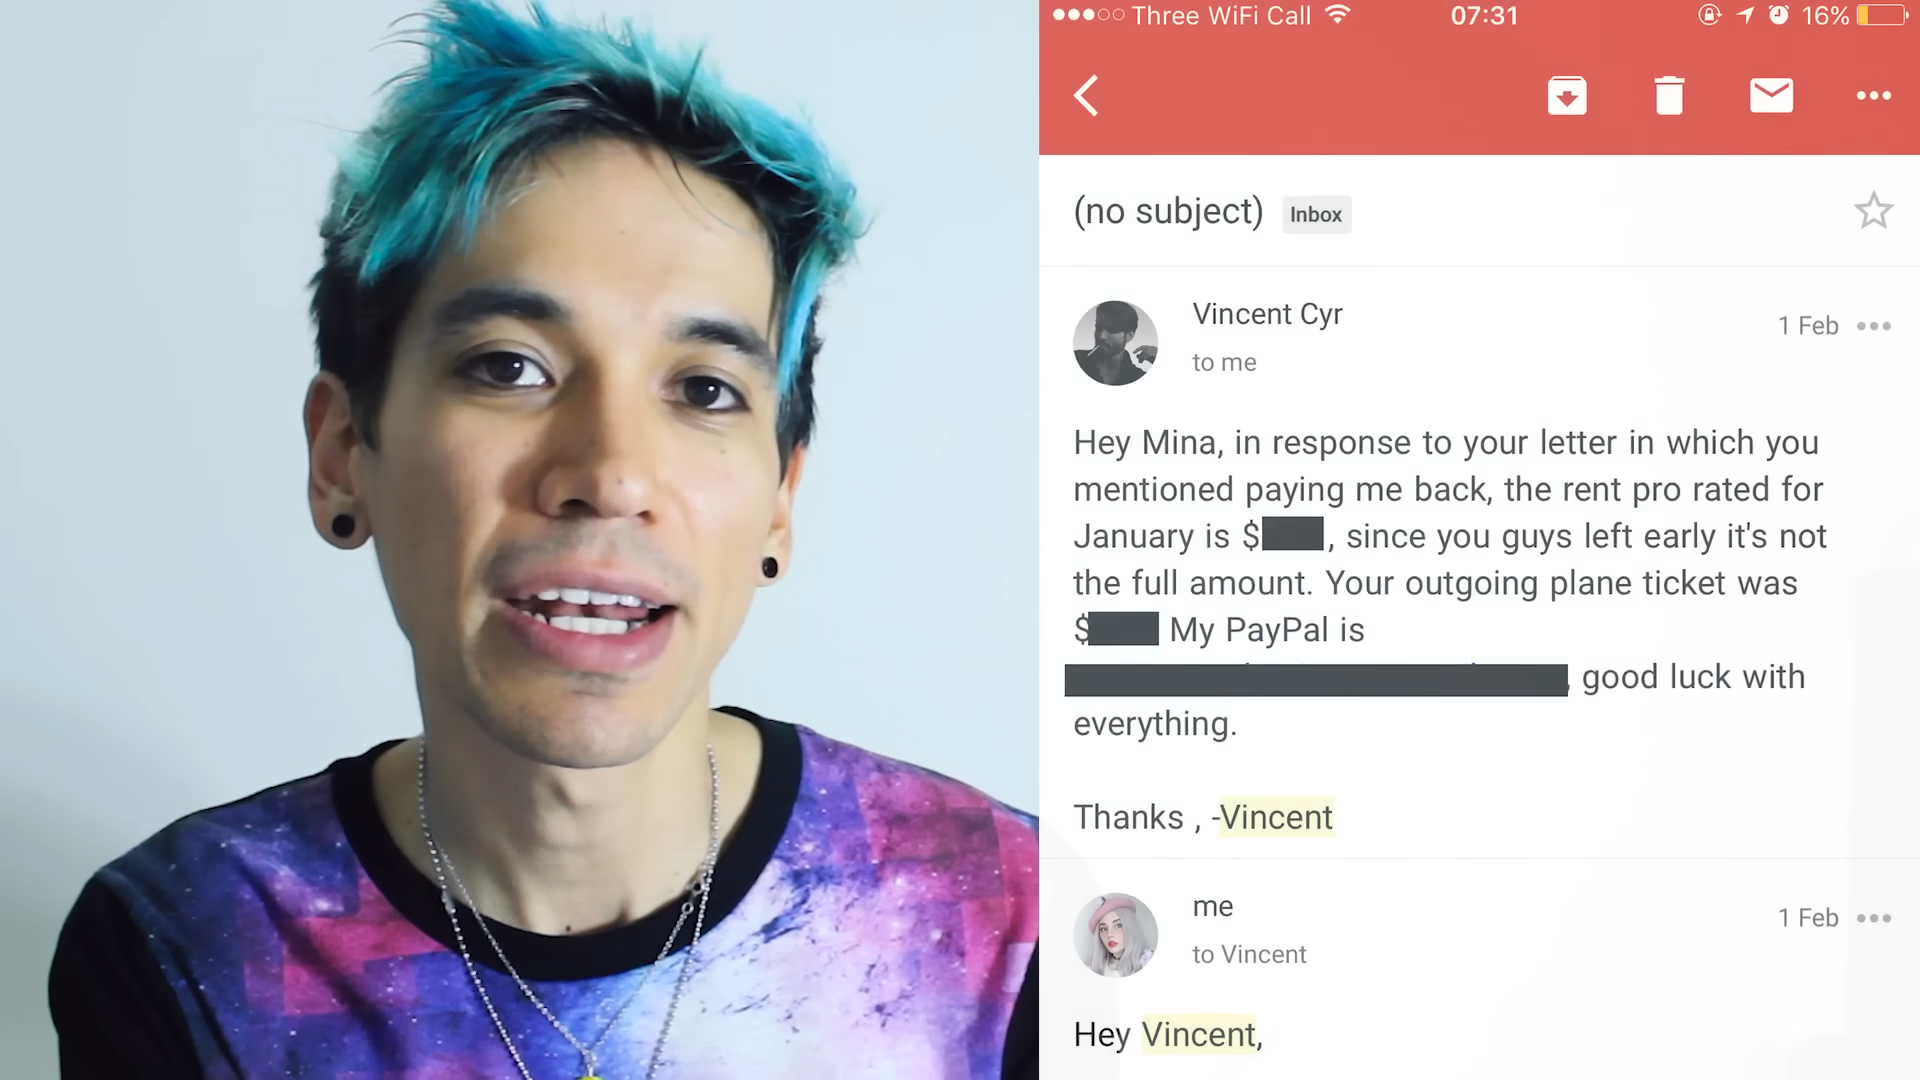 Three WiFi Call 07:31 16%
(no subject) Inbox
Vincent Cyr
1 Feb
to me
Hey Mina, in response to your letter in which you
mentioned paying me back, the rent pro rated for
January is $ , since you guys left early it's not
the full amount. Your outgoing plane ticket was
$ My PayPal is
good luck with
everything.
Thanks , -Vincent
me
1 Feb
to Vincent
Hey Vincent,